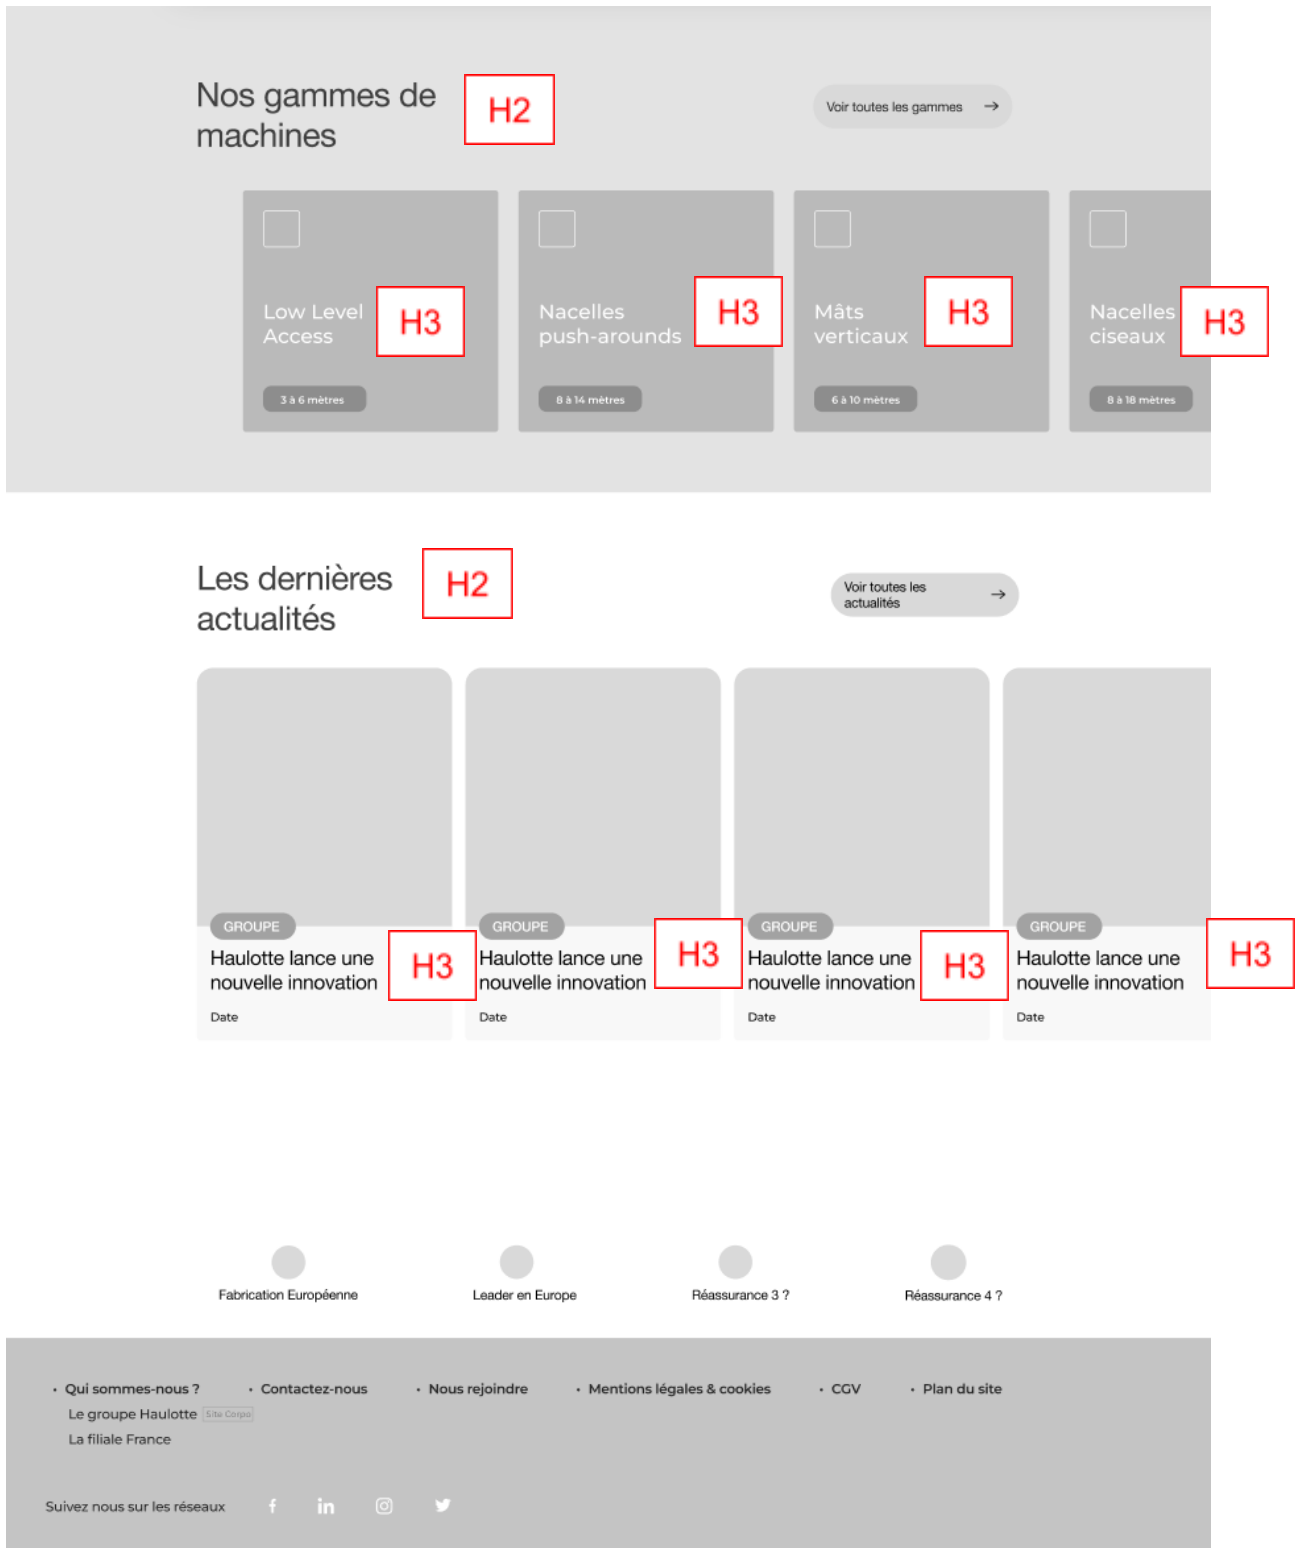 Nos gammes de
machines
H2
Voir toutes les gammes
Low Level
Access
H3
3 à 6 mètres
Nacelles
push-arounds
H3
8 à 14 mètres
Mâts
verticaux
H3
6 à 10 mètres
Nacelles
ciseaux
H3
8 à 18 mètres
Les dernières
actualités
H2
Voir toutes les
actualités
GROUPE
Haulotte lance une
nouvelle innovation
H3
Date
GROUPE
Haulotte lance une
nouvelle innovation
H3
Date
GROUPE
Haulotte lance une
nouvelle innovation
H3
Date
GROUPE
Haulotte lance une
nouvelle innovation
H3
Date
Fabrication Européenne
Leader en Europe
Réassurance 3 ?
Réassurance 4 ?
• Qui sommes-nous ?
Le groupe Haulotte Site Corpo
La filiale France
• Contactez-nous
• Nous rejoindre
• Mentions légales & cookies
• CGV
• Plan du site
Suivez nous sur les réseaux